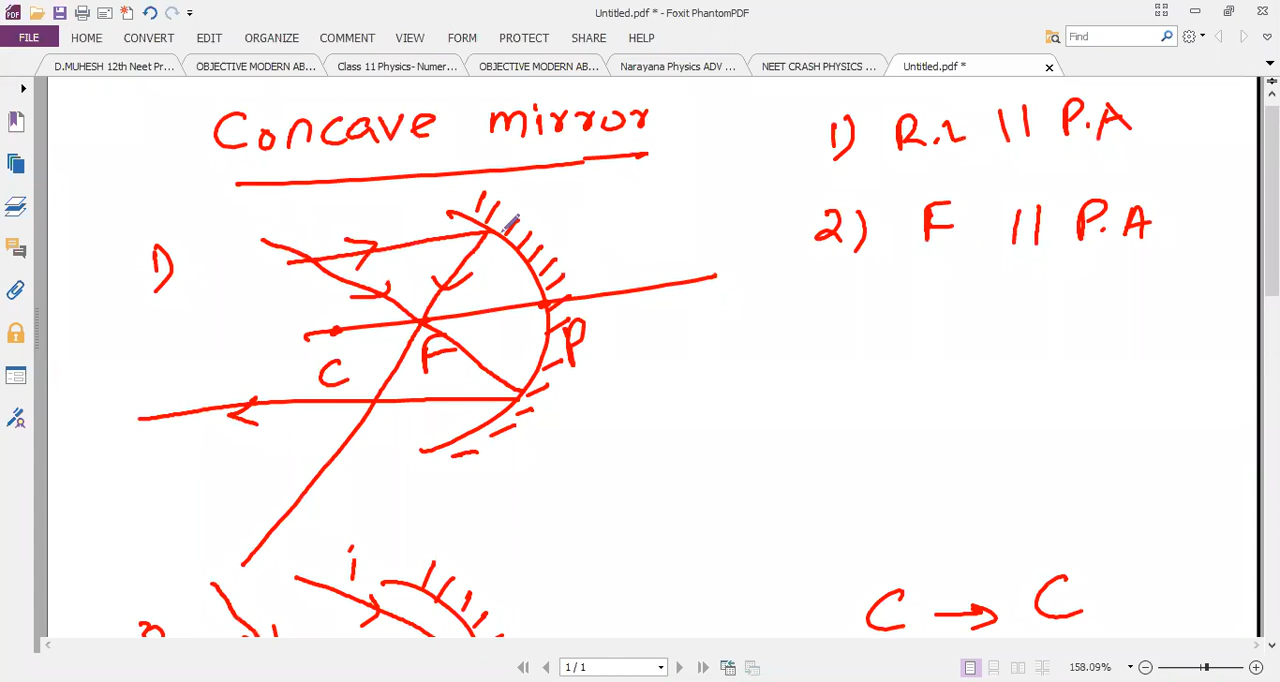 Untitled.pdf * - Foxit PhantomPDF
FILE HOME CONVERT EDIT ORGANIZE COMMENT VIEW FORM PROTECT SHARE HELP
Find
D.MUHESH 12th Neet Pr... OBJECTIVE MODERN AB... Class 11 Physics- Numer... OBJECTIVE MODERN AB... Narayana Physics ADV ... NEET CRASH PHYSICS ... Untitled.pdf *
Concave mirror
1) R.L || P.A
2) F || P.A
1)
C F P
i
C → C
1 / 1
158.09%